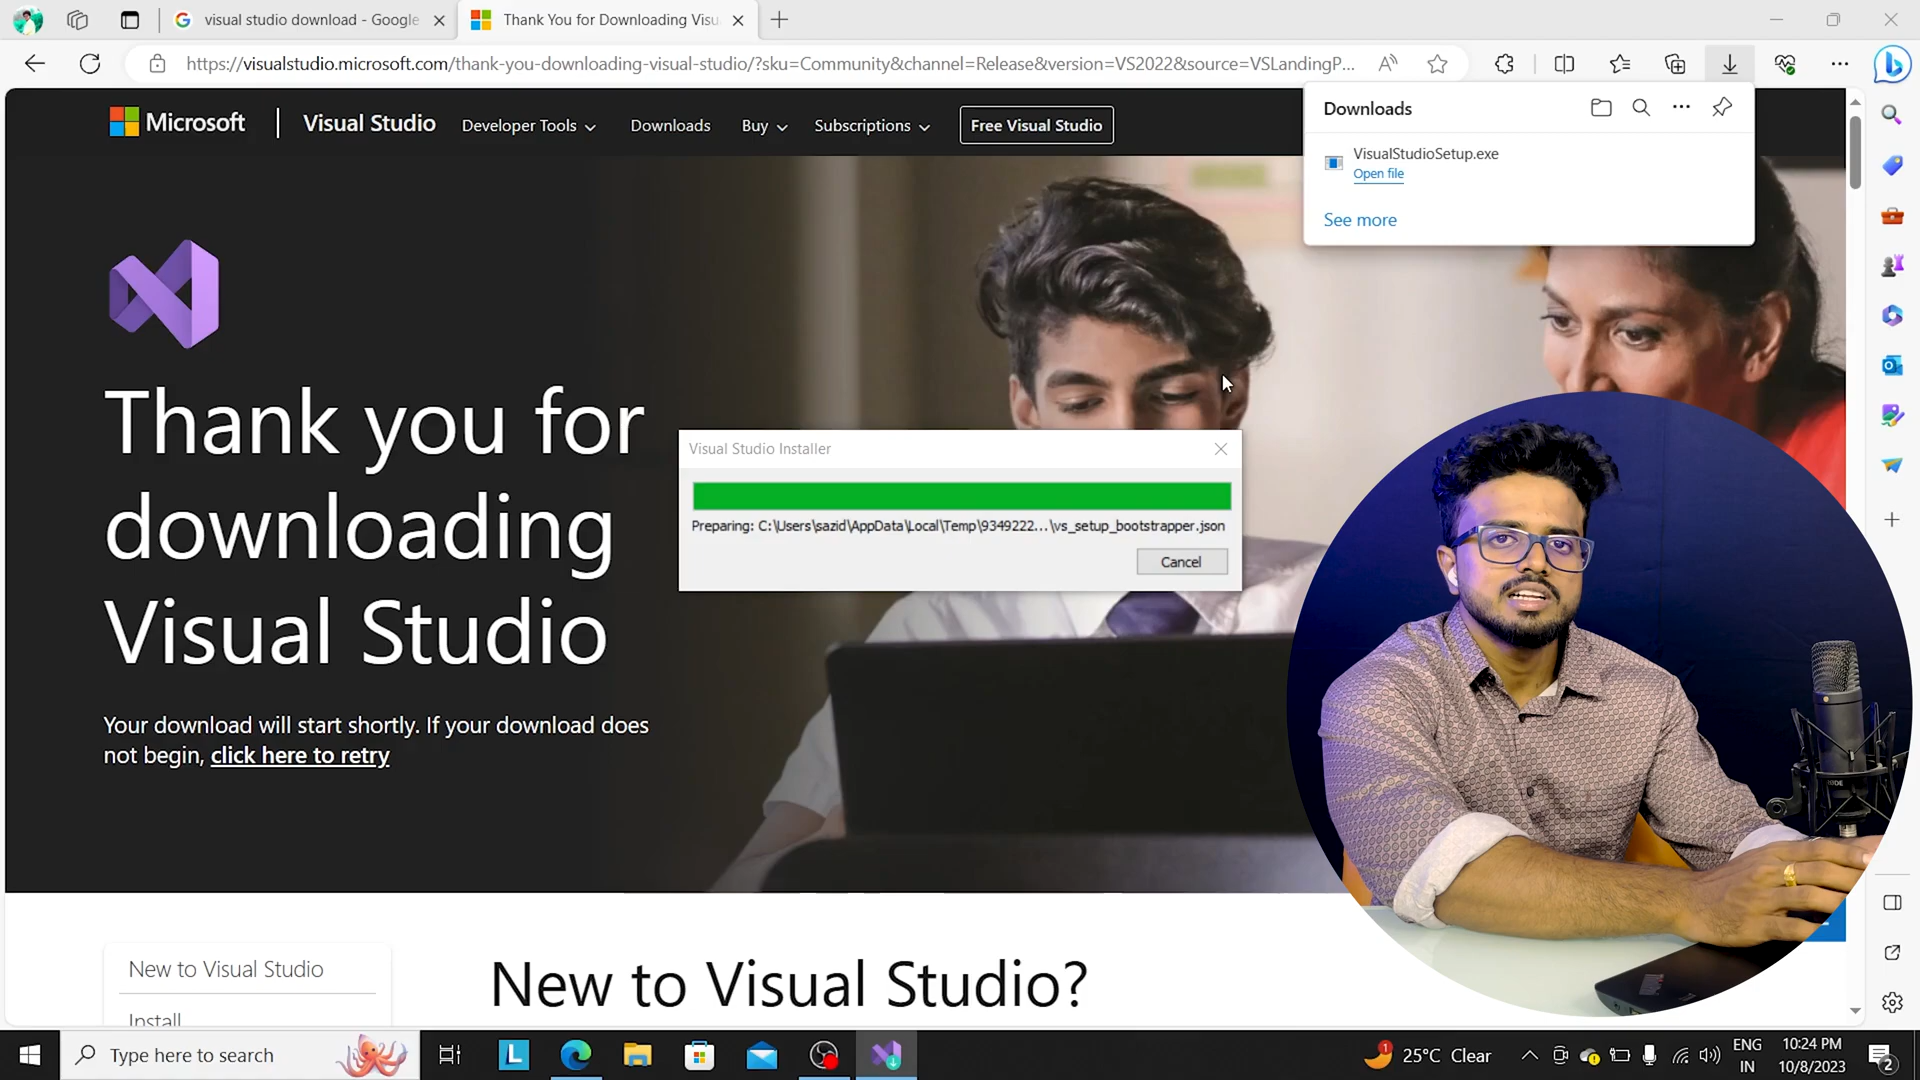 visual studio download - Google
Thank You for Downloading Visu
https://visualstudio.microsoft.com/thank-you-downloading-visual-studio/?sku=Community&channel=Release&version=VS2022&source=VSLandingP...
Microsoft
Visual Studio
Developer Tools
Downloads
Buy
Subscriptions
Free Visual Studio
Downloads
VisualStudioSetup.exe
Open file
See more
Thank you for
downloading
Visual Studio
Your download will start shortly. If your download does
not begin, click here to retry
Visual Studio Installer
Preparing: C:\Users\sazid\AppData\Local\Temp\9349222...\vs_setup_bootstrapper.json
Cancel
New to Visual Studio
Install
New to Visual Studio?
Type here to search
25°C Clear
ENG
IN
10:24 PM
10/8/2023
2